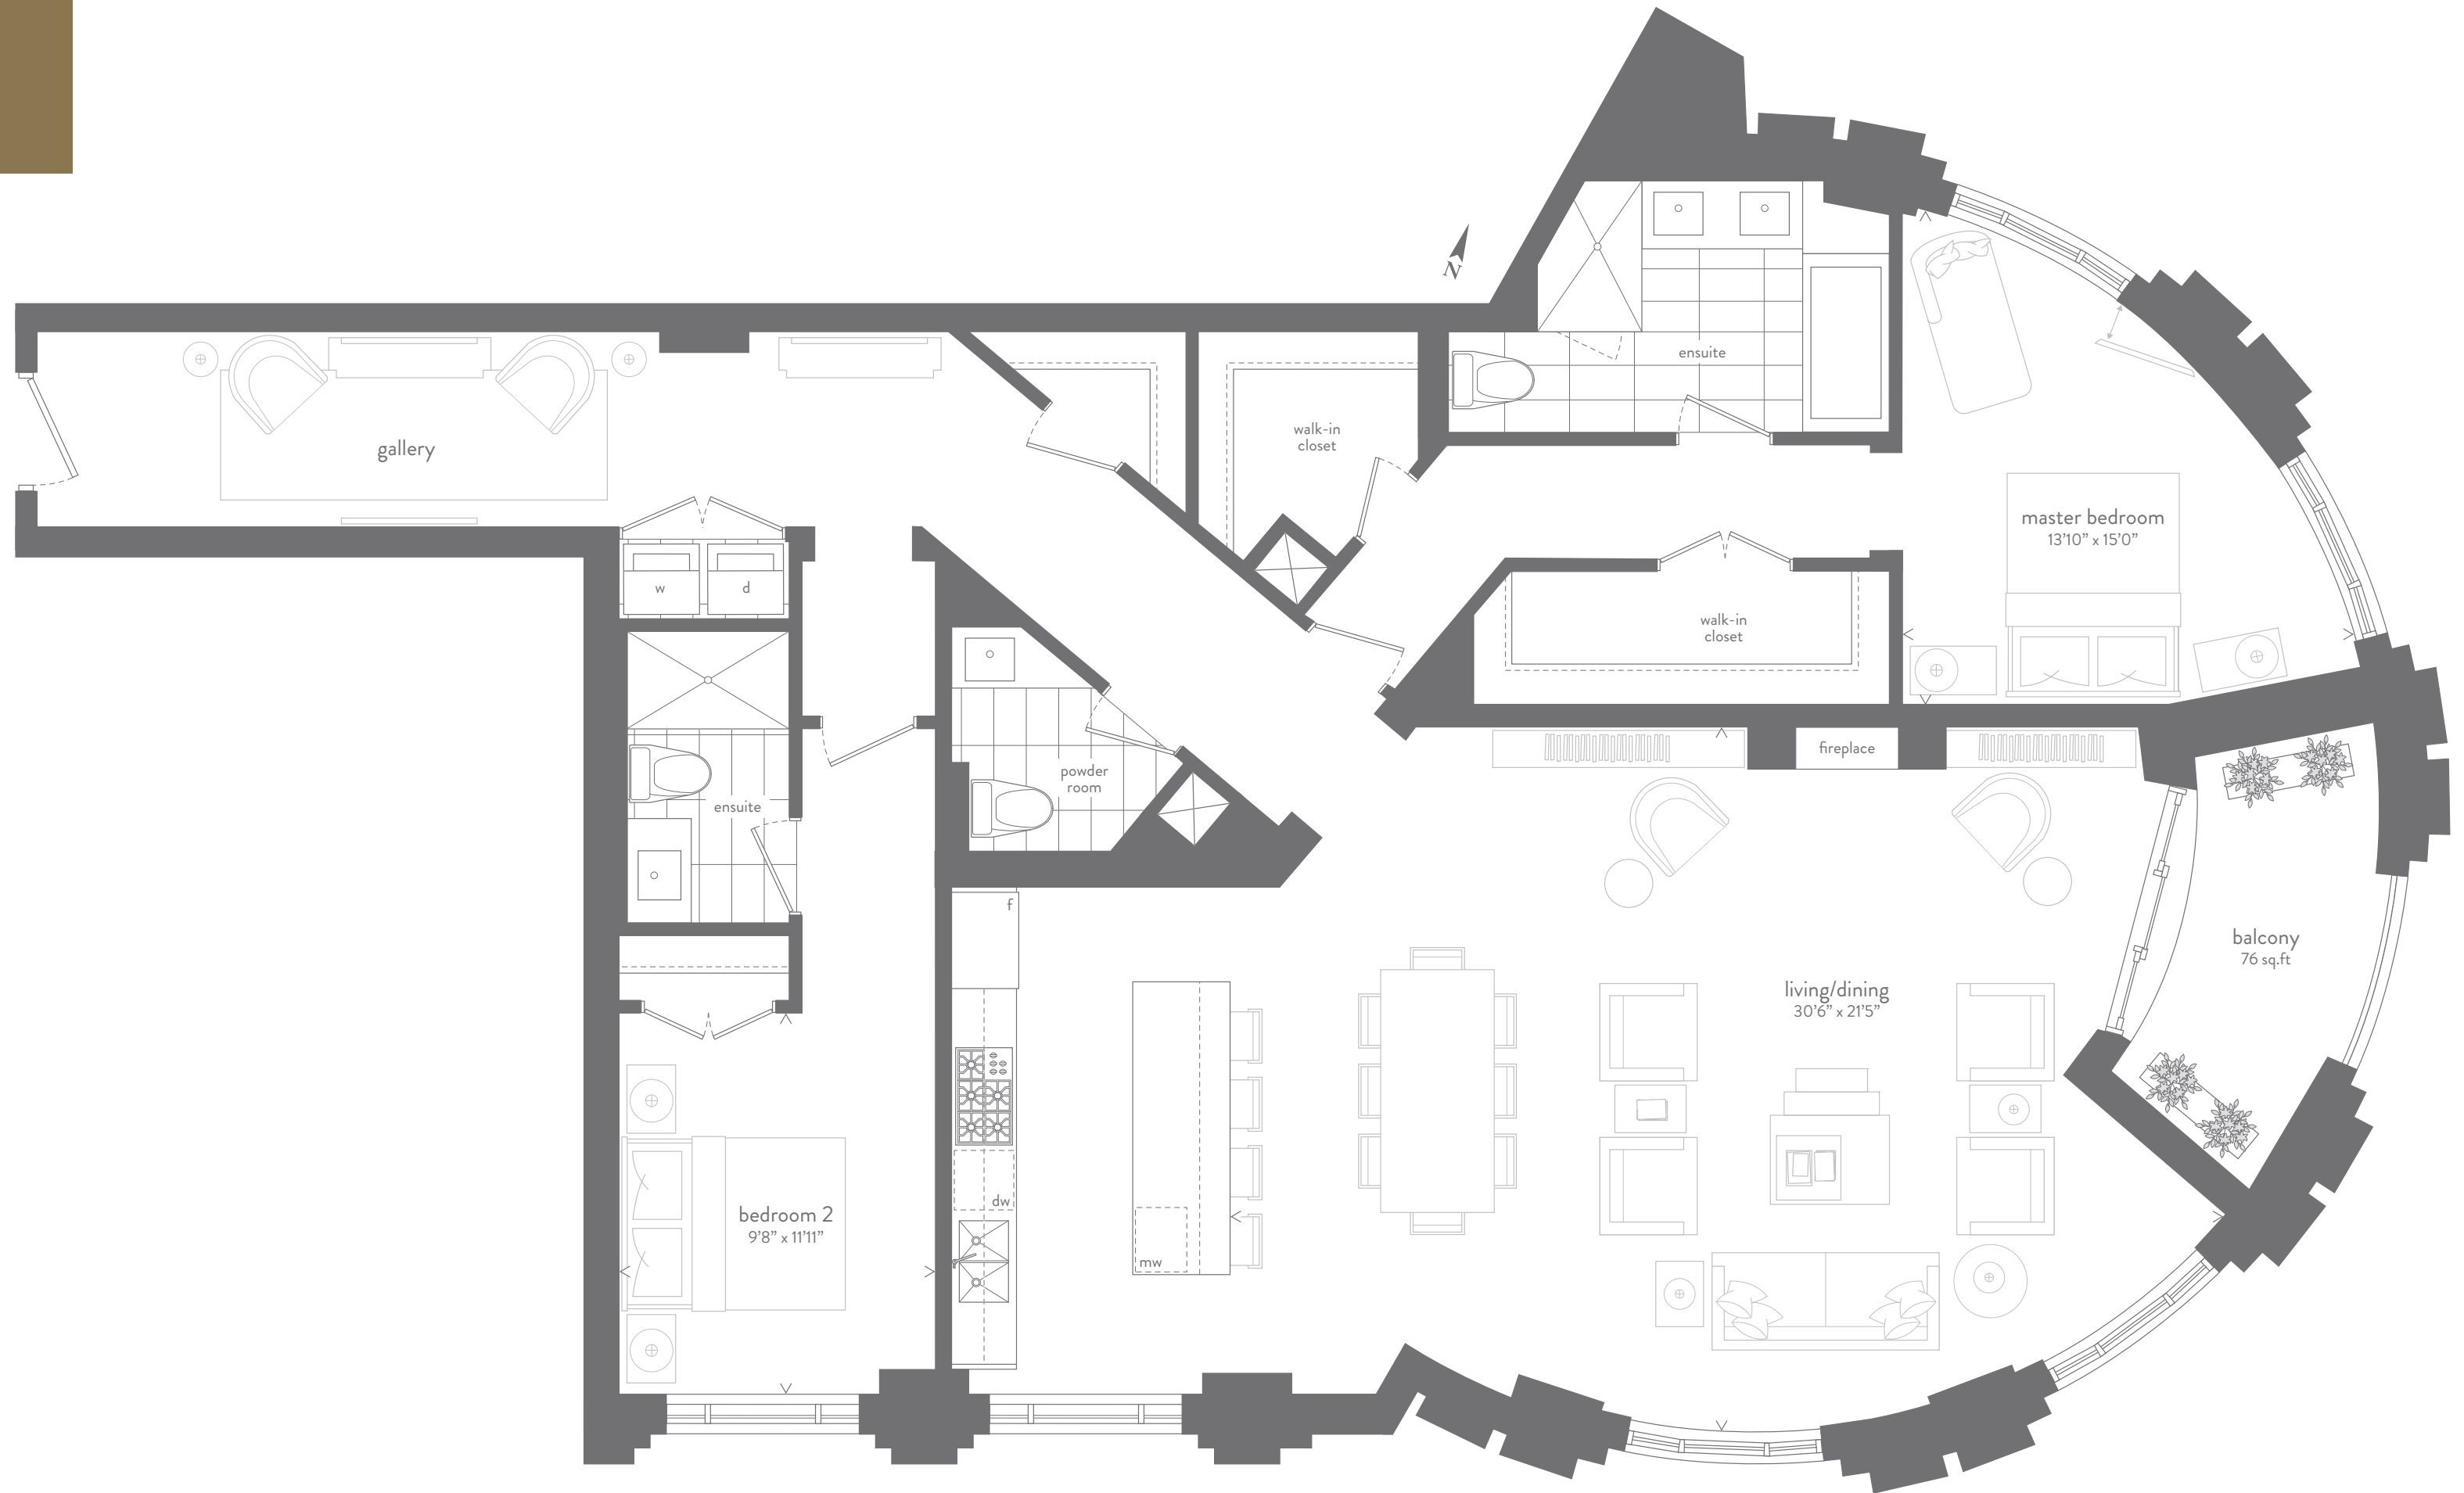 N
ensuite
gallery
walk-in
closet
master bedroom
13'10” x 15'0”
w
d
walk-in
closet
fireplace
powder
room
ensuite
f
balcony
76 sq.ft
living/dining
30'6” x 21'5”
dw
bedroom 2
9'8” x 11'11”
mw